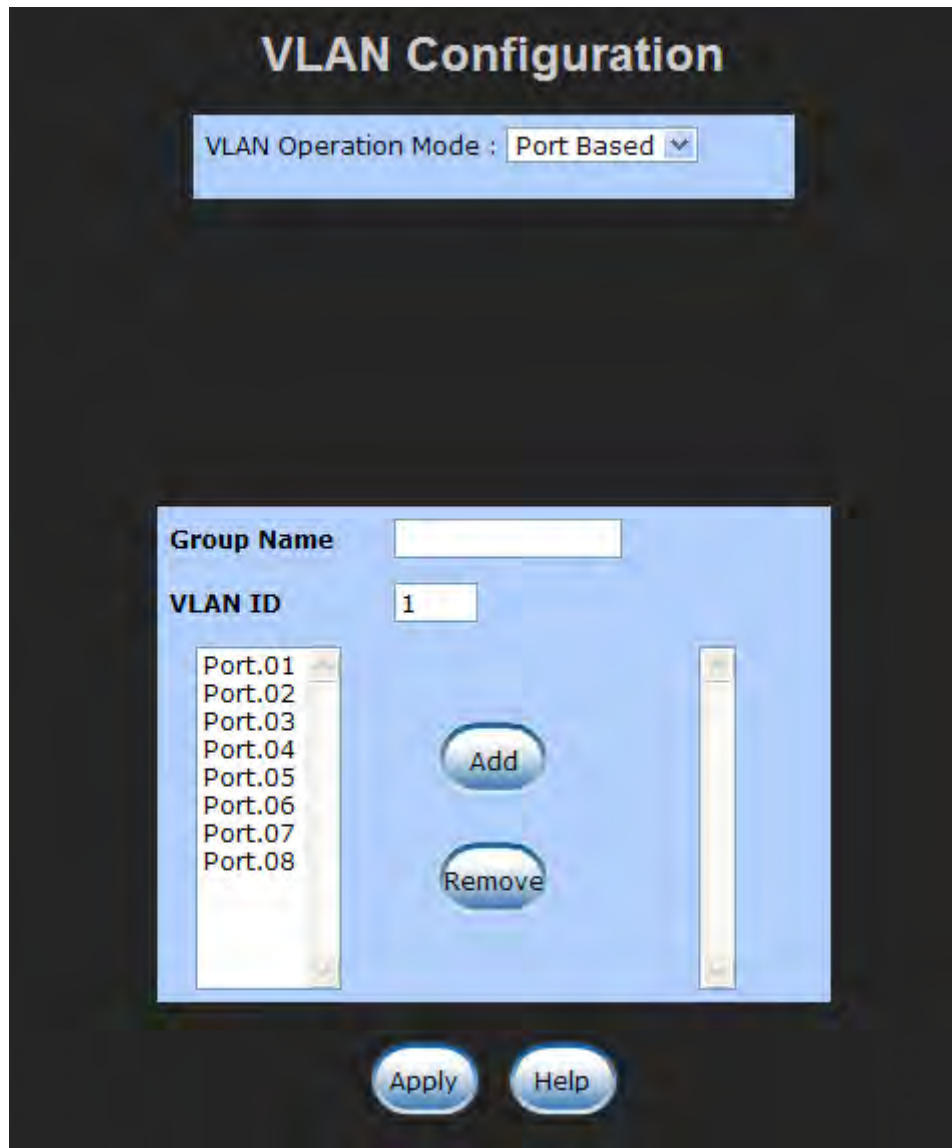 VLAN Configuration
VLAN Operation Mode : Port Based
Group Name
VLAN ID 1
Port.01
Port.02
Port.03
Port.04
Port.05
Port.06
Port.07
Port.08
Add
Remove
Apply Help